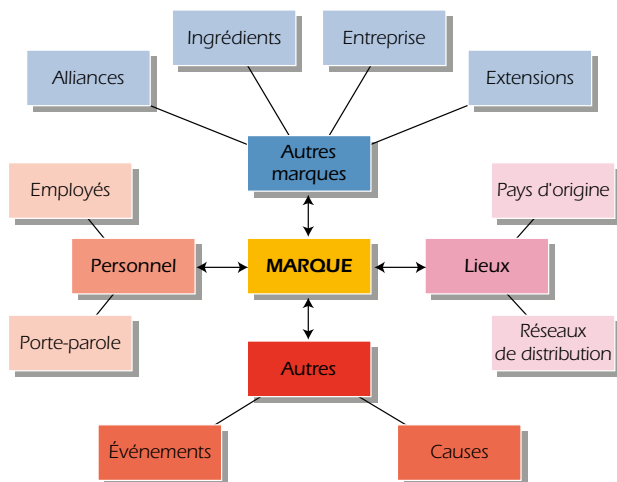 Ingrédients
Entreprise
Alliances
Extensions
Autres
marques
Employés
Pays d'origine
Personnel
MARQUE
Lieux
Porte-parole
Réseaux
de distribution
Autres
Événements
Causes